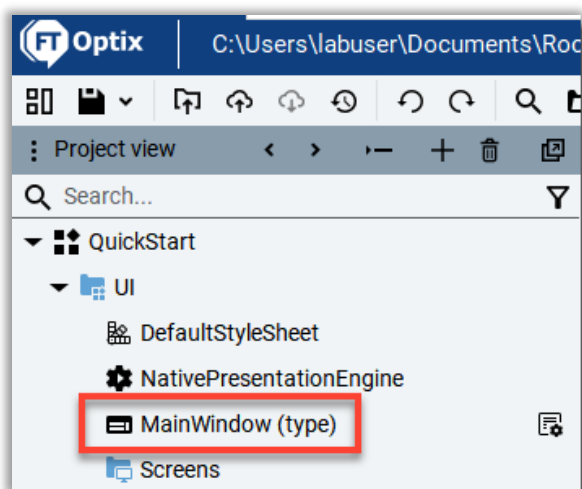 FT Optix
C:\Users\labuser\Documents\Roc
Project view
Search...
QuickStart
UI
DefaultStyleSheet
NativePresentationEngine
MainWindow (type)
Screens